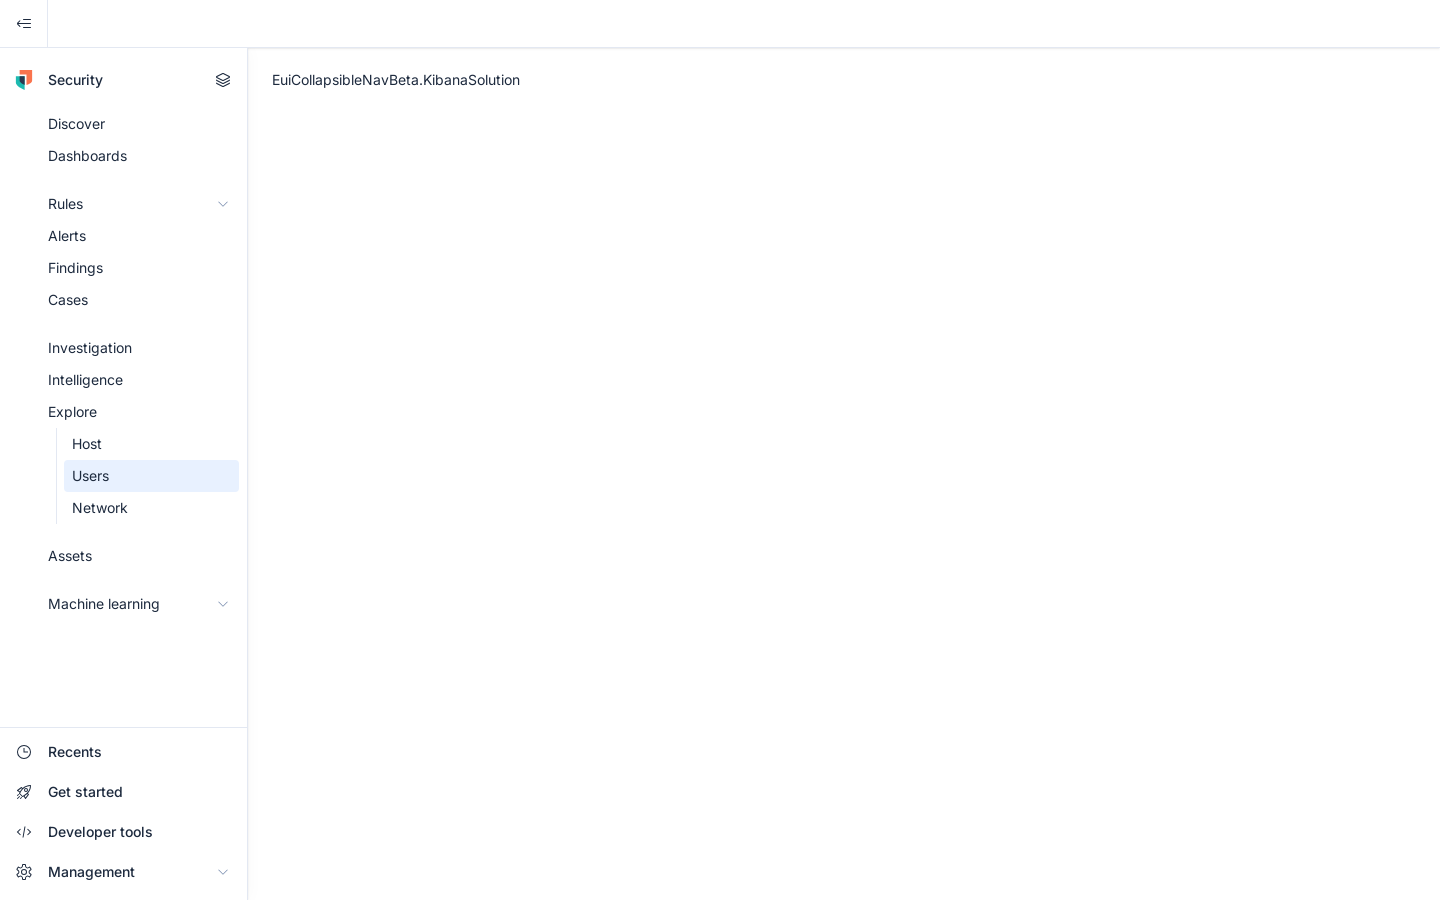 Security
EuiCollapsibleNavBeta.KibanaSolution
Discover
Dashboards
Rules
Alerts
Findings
Cases
Investigation
Intelligence
Explore
Host
Users
Network
Assets
Machine learning
Recents
Get started
Developer tools
Management